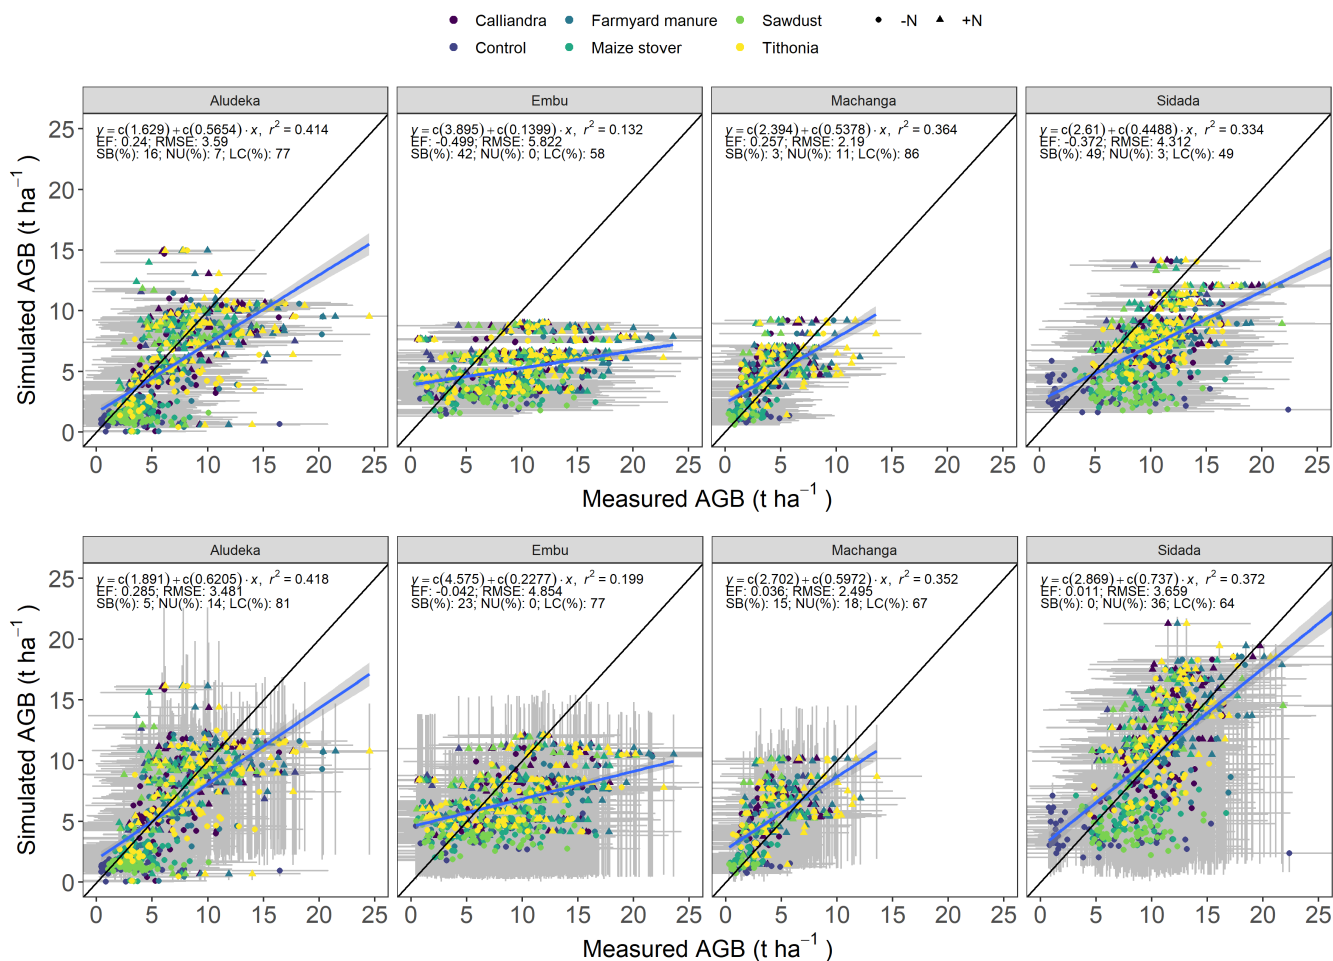 Calliandra Farmyard manure Sawdust -N +N
Control Maize stover Tithonia
Aludeka Embu Machanga Sidada
y = c(1.629) + c(0.5654) · x, r² = 0.414
EF: 0.24; RMSE: 3.59
SB(%): 16; NU(%): 7; LC(%): 77
y = c(3.895) + c(0.1399) · x, r² = 0.132
EF: -0.499; RMSE: 5.822
SB(%): 42; NU(%): 0; LC(%): 58
y = c(2.394) + c(0.5378) · x, r² = 0.364
EF: 0.257; RMSE: 2.19
SB(%): 3; NU(%): 11; LC(%): 86
y = c(2.61) + c(0.4488) · x, r² = 0.334
EF: -0.372; RMSE: 4.312
SB(%): 49; NU(%): 3; LC(%): 49
Simulated AGB (t ha⁻¹)
25
20
15
10
5
0
0 5 10 15 20 25 0 5 10 15 20 25 0 5 10 15 20 25 0 5 10 15 20 25
Measured AGB (t ha⁻¹ )
Aludeka Embu Machanga Sidada
y = c(1.891) + c(0.6205) · x, r² = 0.418
EF: 0.285; RMSE: 3.481
SB(%): 5; NU(%): 14; LC(%): 81
y = c(4.575) + c(0.2277) · x, r² = 0.199
EF: -0.042; RMSE: 4.854
SB(%): 23; NU(%): 0; LC(%): 77
y = c(2.702) + c(0.5972) · x, r² = 0.352
EF: 0.036; RMSE: 2.495
SB(%): 15; NU(%): 18; LC(%): 67
y = c(2.869) + c(0.737) · x, r² = 0.372
EF: 0.011; RMSE: 3.659
SB(%): 0; NU(%): 36; LC(%): 64
Simulated AGB (t ha⁻¹)
25
20
15
10
5
0
0 5 10 15 20 25 0 5 10 15 20 25 0 5 10 15 20 25 0 5 10 15 20 25
Measured AGB (t ha⁻¹ )